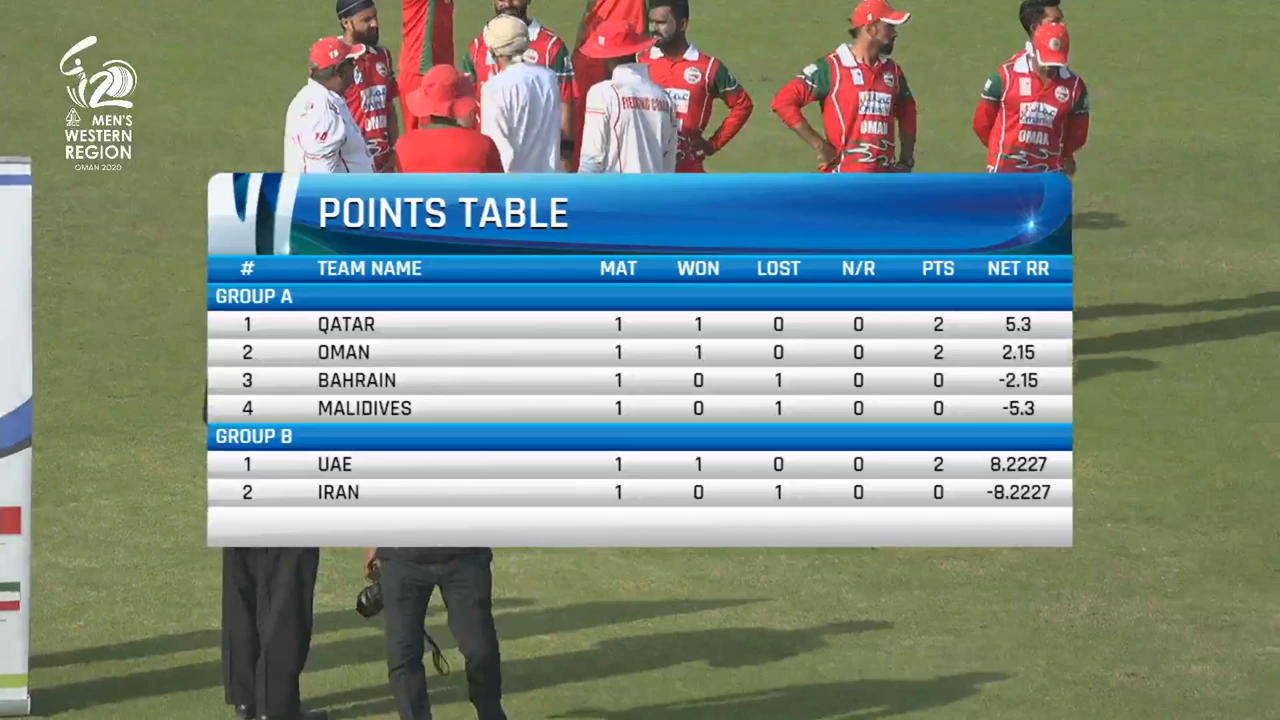 T20
MEN'S
WESTERN
REGION
OMAN 2020
FIELDING
OMAN
OMAN
OMAN
POINTS TABLE
# TEAM NAME MAT WON LOST N/R PTS NET RR
GROUP A
1 QATAR 1 1 0 0 2 5.3
2 OMAN 1 1 0 0 2 2.15
3 BAHRAIN 1 0 1 0 0 -2.15
4 MALIDIVES 1 0 1 0 0 -5.3
GROUP B
1 UAE 1 1 0 0 2 8.2227
2 IRAN 1 0 1 0 0 -8.2227